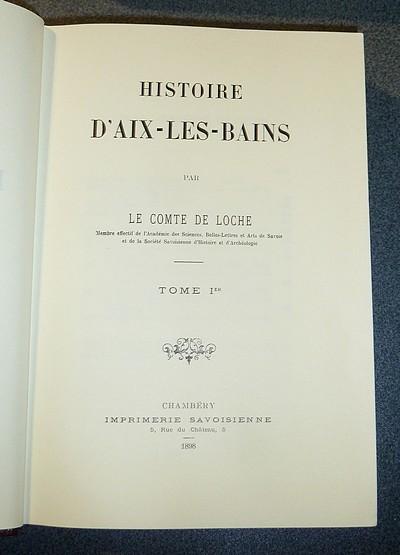 HISTOIRE
D'AIX-LES-BAINS
PAR
LE COMTE DE LOCHE
Membre effectif de l'Académie des Sciences, Belles-Lettres et Arts de Savoie
et de la Société Savoisienne d'Histoire et d'Archéologie
TOME IER
CHAMBÉRY
IMPRIMERIE SAVOISIENNE
5, Rue du Château, 5
1898